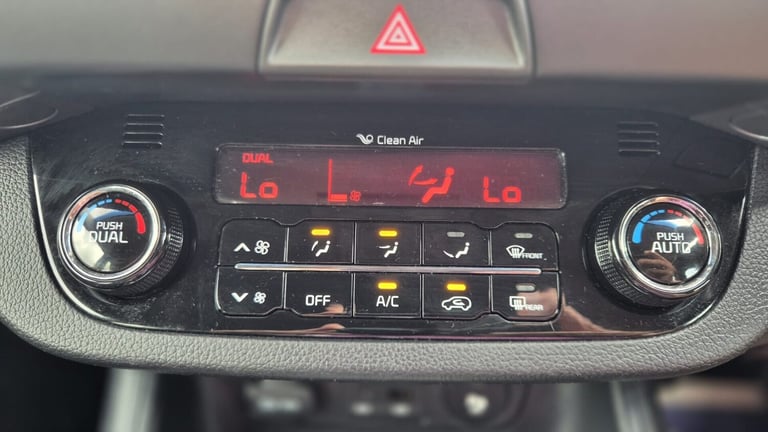 Clean Air
DUAL
Lo Lo
PUSH
DUAL
PUSH
AUTO
FRONT
OFF A/C REAR